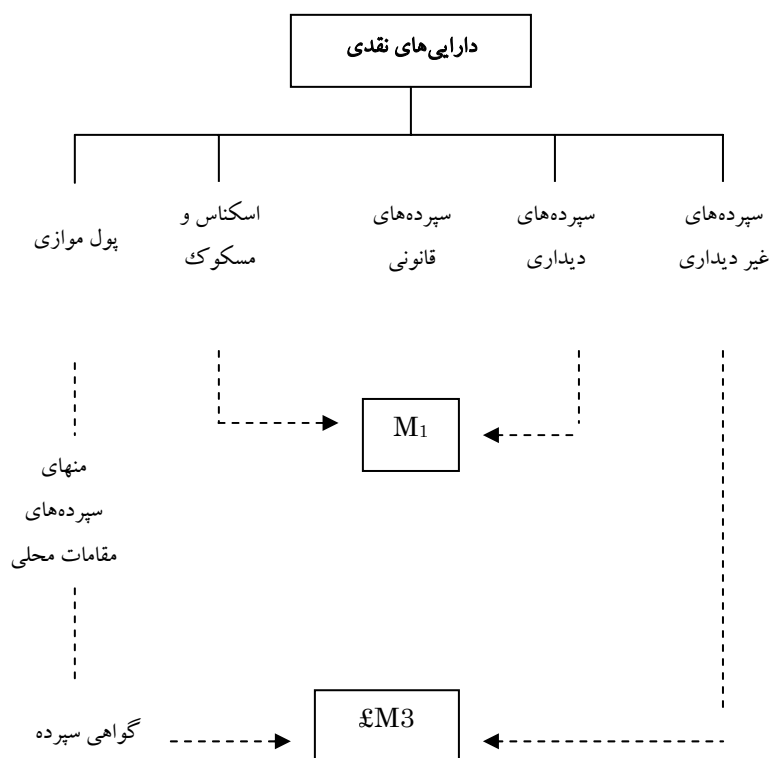 دارایی‌های نقدی
سپرده‌های
غیر دیداری
سپرده‌های
دیداری
سپرده‌های
قانونی
اسکناس و
مسکوک
پول موازی
M₁
منهای
سپرده‌های
مقامات محلی
£M3
گواهی سپرده